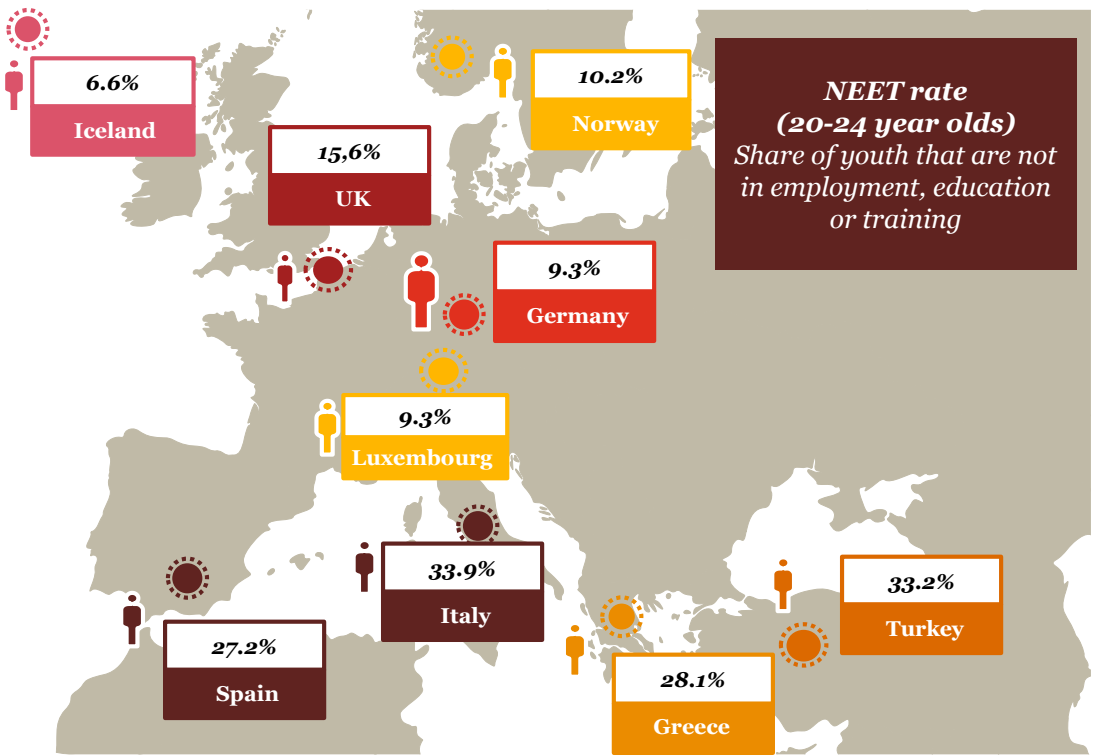 6.6%
Iceland
10.2%
Norway
NEET rate
(20-24 year olds)
Share of youth that are not
in employment, education
or training
15,6%
UK
9.3%
Germany
9.3%
Luxembourg
33.9%
Italy
33.2%
Turkey
27.2%
Spain
28.1%
Greece